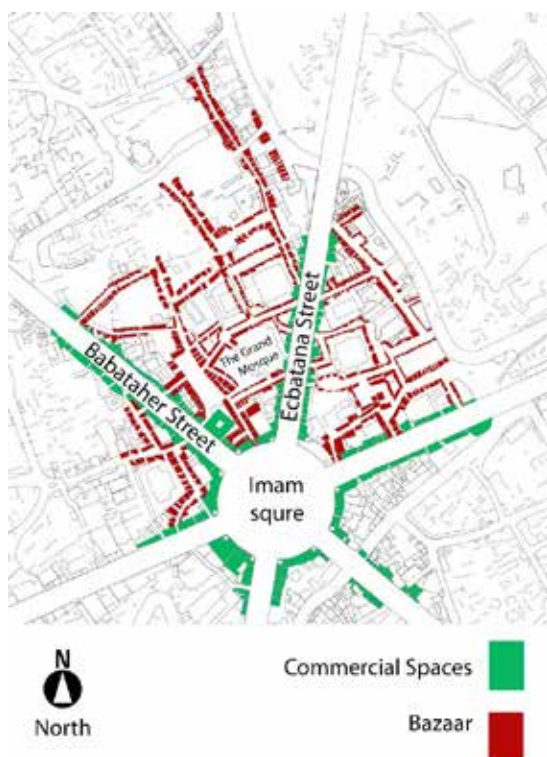 Ecbatana Street
Babataher Street
The Grand
Mosque
Imam
squre
N
North
Commercial Spaces
Bazaar